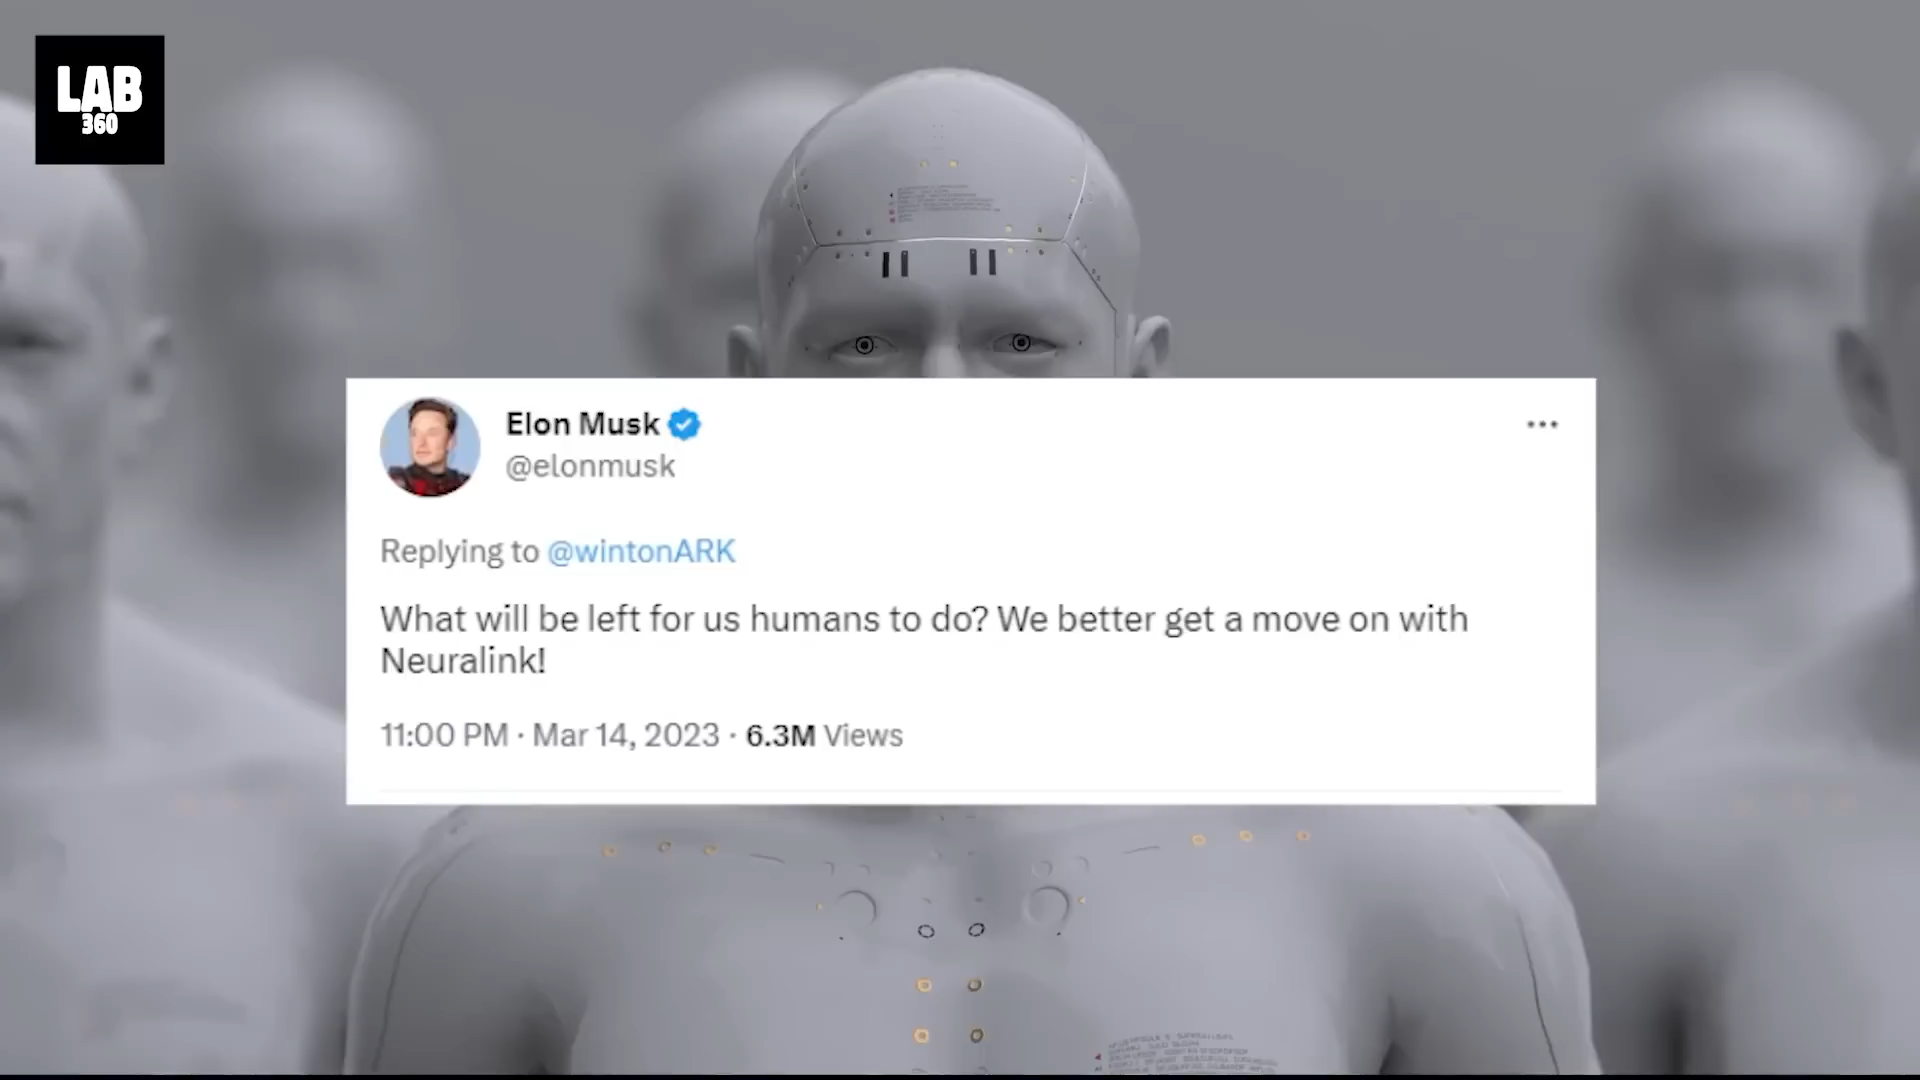 LAB
360
Elon Musk
@elonmusk
Replying to @wintonARK
What will be left for us humans to do? We better get a move on with
Neuralink!
11:00 PM · Mar 14, 2023 · 6.3M Views